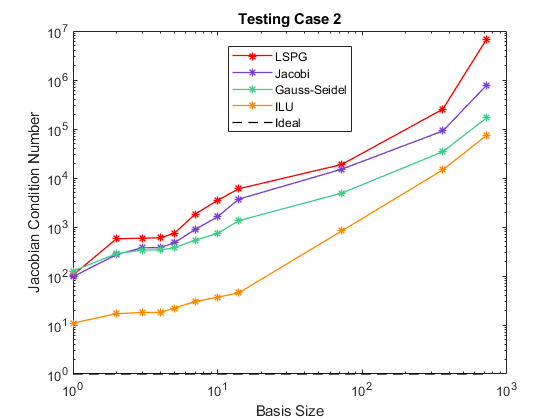 Testing Case 2
10^7
10^6
10^5
10^4
10^3
10^2
10^1
10^0
Jacobian Condition Number
LSPG
Jacobi
Gauss-Seidel
ILU
Ideal
10^0
10^1
10^2
10^3
Basis Size